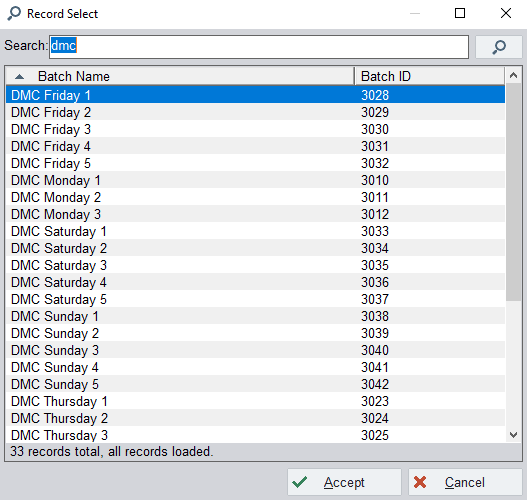 Record Select
Search: dmc
Batch Name Batch ID
DMC Friday 1 3028
DMC Friday 2 3029
DMC Friday 3 3030
DMC Friday 4 3031
DMC Friday 5 3032
DMC Monday 1 3010
DMC Monday 2 3011
DMC Monday 3 3012
DMC Saturday 1 3033
DMC Saturday 2 3034
DMC Saturday 3 3035
DMC Saturday 4 3036
DMC Saturday 5 3037
DMC Sunday 1 3038
DMC Sunday 2 3039
DMC Sunday 3 3040
DMC Sunday 4 3041
DMC Sunday 5 3042
DMC Thursday 1 3023
DMC Thursday 2 3024
DMC Thursday 3 3025
33 records total, all records loaded.
Accept Cancel